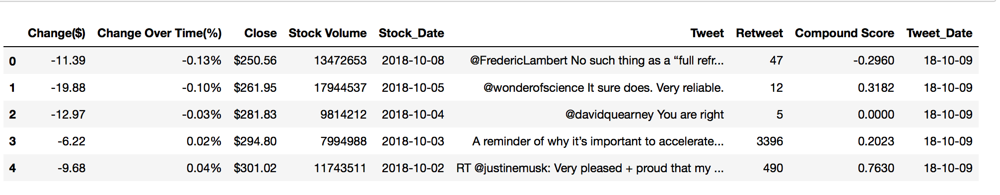 Change($) Change Over Time(%) Close Stock Volume Stock_Date Tweet Retweet Compound Score Tweet_Date
0 -11.39 -0.13% $250.56 13472653 2018-10-08 @FredericLambert No such thing as a “full refr... 47 -0.2960 18-10-09
1 -19.88 -0.10% $261.95 17944537 2018-10-05 @wonderofscience It sure does. Very reliable. 12 0.3182 18-10-09
2 -12.97 -0.03% $281.83 9814212 2018-10-04 @davidquearney You are right 5 0.0000 18-10-09
3 -6.22 0.02% $294.80 7994988 2018-10-03 A reminder of why it’s important to accelerate... 3396 0.2023 18-10-09
4 -9.68 0.04% $301.02 11743511 2018-10-02 RT @justinemusk: Very pleased + proud that my ... 490 0.7630 18-10-09